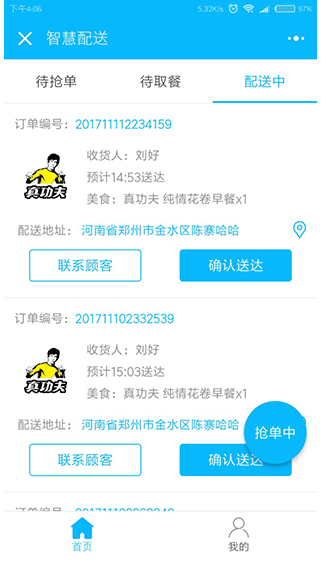 下午4:06 5.32K/s 97%
智慧配送
待抢单 待取餐 配送中
订单编号: 201711112234159
收货人: 刘好
预计14:53送达
真功夫
美食: 真功夫 纯情花卷早餐x1
配送地址: 河南省郑州市金水区陈寨哈哈
联系顾客 确认送达
订单编号: 201711102332539
收货人: 刘好
预计15:03送达
真功夫
美食: 真功夫 纯情花卷早餐x1
配送地址: 河南省郑州市金水区陈寨哈哈
抢单中
联系顾客 确认送达
订单编号:
首页 我的